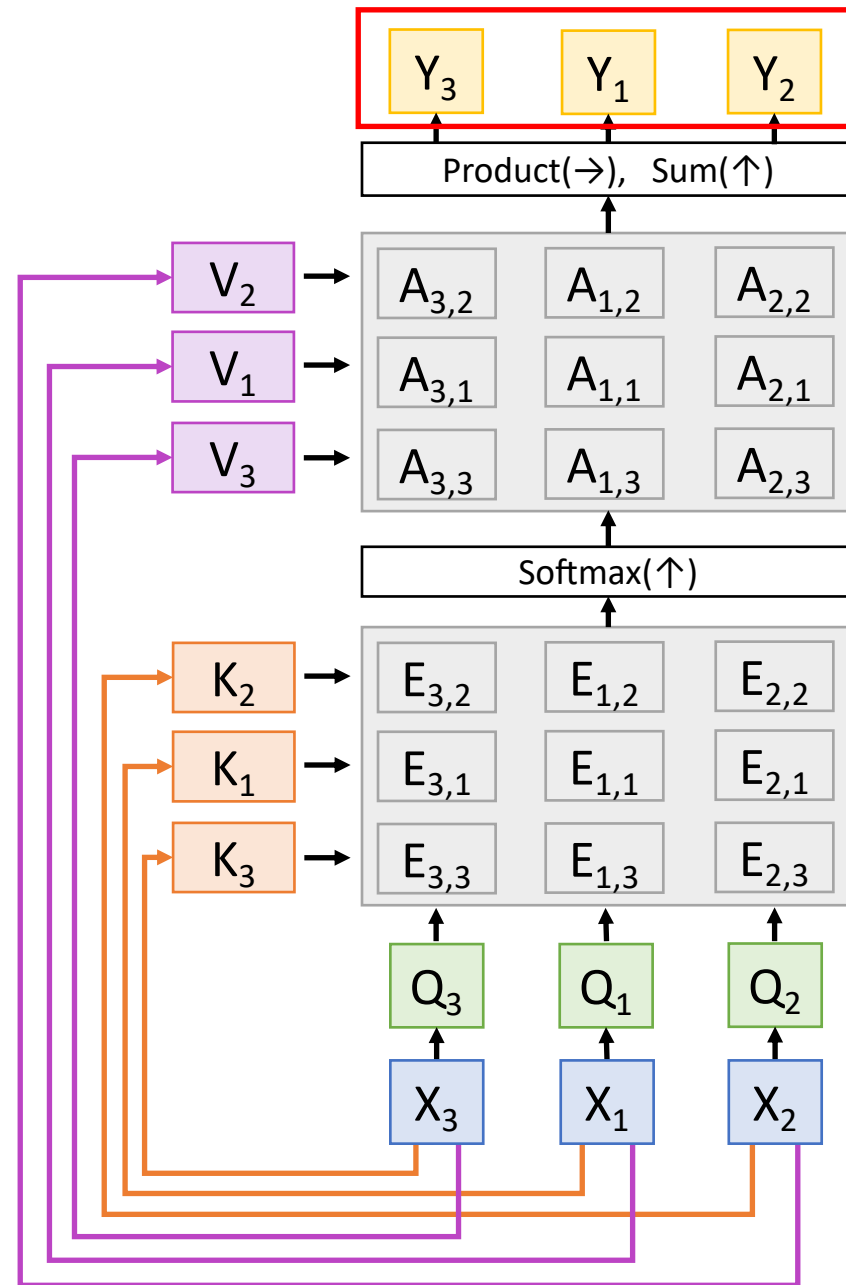 Y₃ Y₁ Y₂
Product(→), Sum(↑)
V₂ A₃,₂ A₁,₂ A₂,₂
V₁ A₃,₁ A₁,₁ A₂,₁
V₃ A₃,₃ A₁,₃ A₂,₃
Softmax(↑)
K₂ E₃,₂ E₁,₂ E₂,₂
K₁ E₃,₁ E₁,₁ E₂,₁
K₃ E₃,₃ E₁,₃ E₂,₃
Q₃ Q₁ Q₂
X₃ X₁ X₂